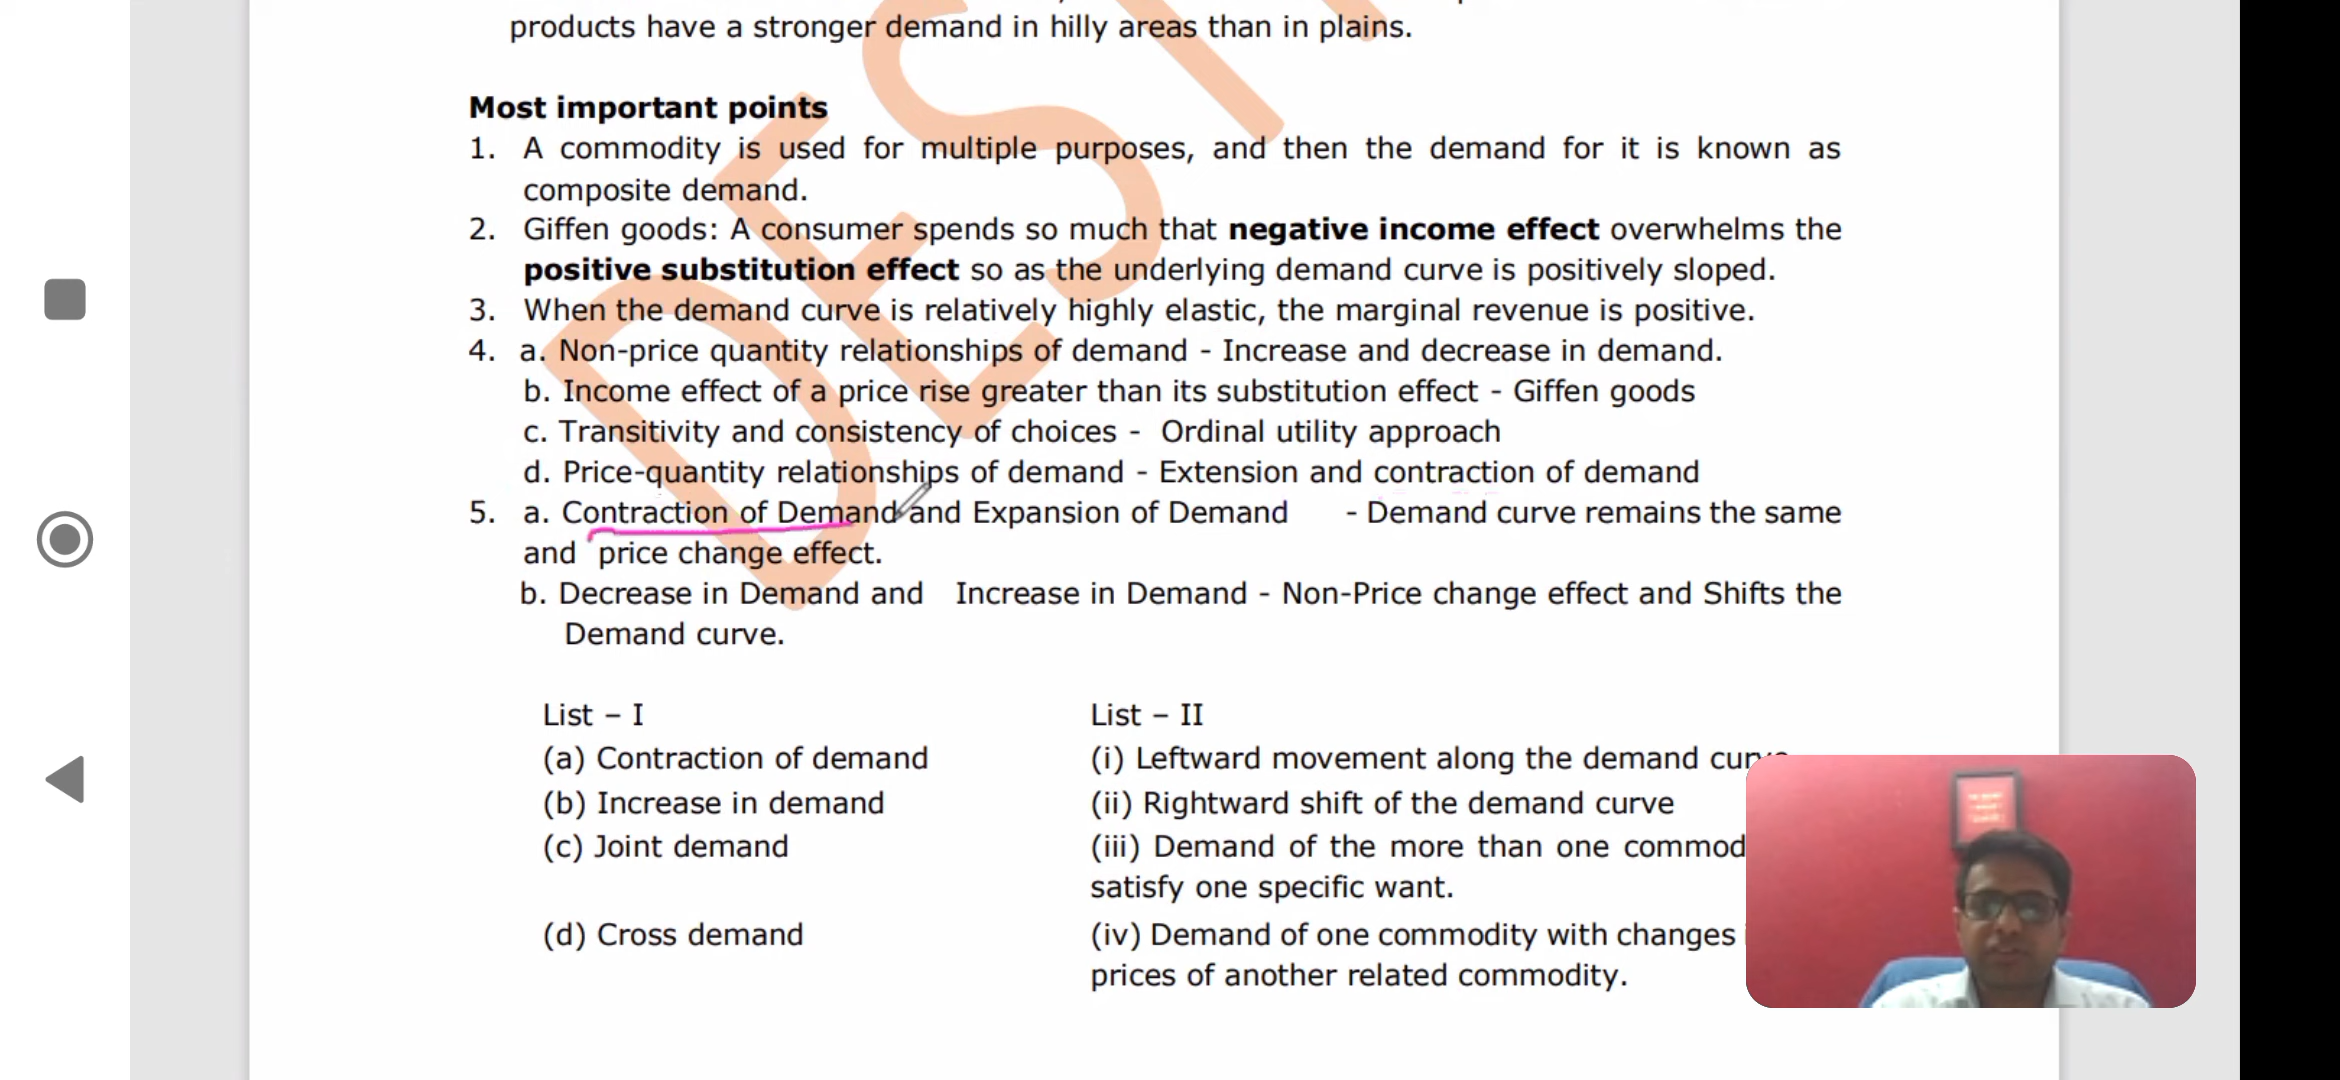 products have a stronger demand in hilly areas than in plains.
Most important points
1. A commodity is used for multiple purposes, and then the demand for it is known as
composite demand.
2. Giffen goods: A consumer spends so much that negative income effect overwhelms the
positive substitution effect so as the underlying demand curve is positively sloped.
3. When the demand curve is relatively highly elastic, the marginal revenue is positive.
4. a. Non-price quantity relationships of demand - Increase and decrease in demand.
b. Income effect of a price rise greater than its substitution effect - Giffen goods
c. Transitivity and consistency of choices - Ordinal utility approach
d. Price-quantity relationships of demand - Extension and contraction of demand
5. a. Contraction of Demand and Expansion of Demand - Demand curve remains the same
and price change effect.
b. Decrease in Demand and Increase in Demand - Non-Price change effect and Shifts the
Demand curve.
List – I List – II
(a) Contraction of demand (i) Leftward movement along the demand curve
(b) Increase in demand (ii) Rightward shift of the demand curve
(c) Joint demand (iii) Demand of the more than one commod
satisfy one specific want.
(d) Cross demand (iv) Demand of one commodity with changes
prices of another related commodity.
DEST